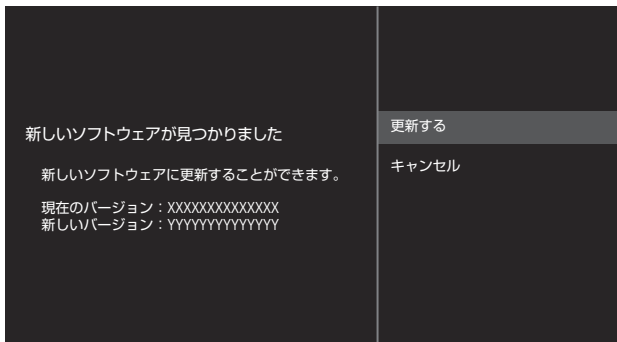 新しいソフトウェアが見つかりました
新しいソフトウェアに更新することができます。
現在のバージョン：XXXXXXXXXXXXXX
新しいバージョン：YYYYYYYYYYYYYY
更新する
キャンセル